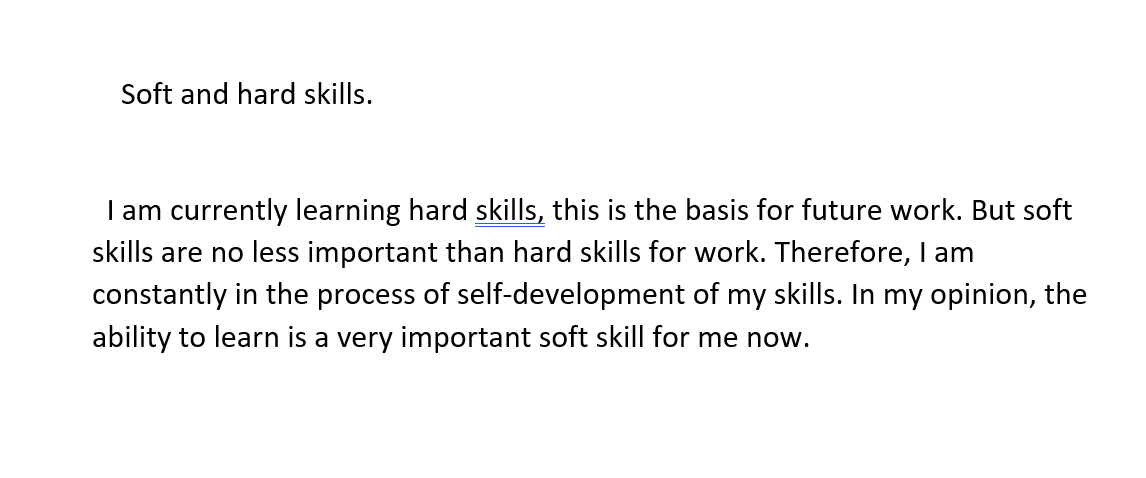 Soft and hard skills.
I am currently learning hard skills, this is the basis for future work. But soft
skills are no less important than hard skills for work. Therefore, I am
constantly in the process of self-development of my skills. In my opinion, the
ability to learn is a very important soft skill for me now.